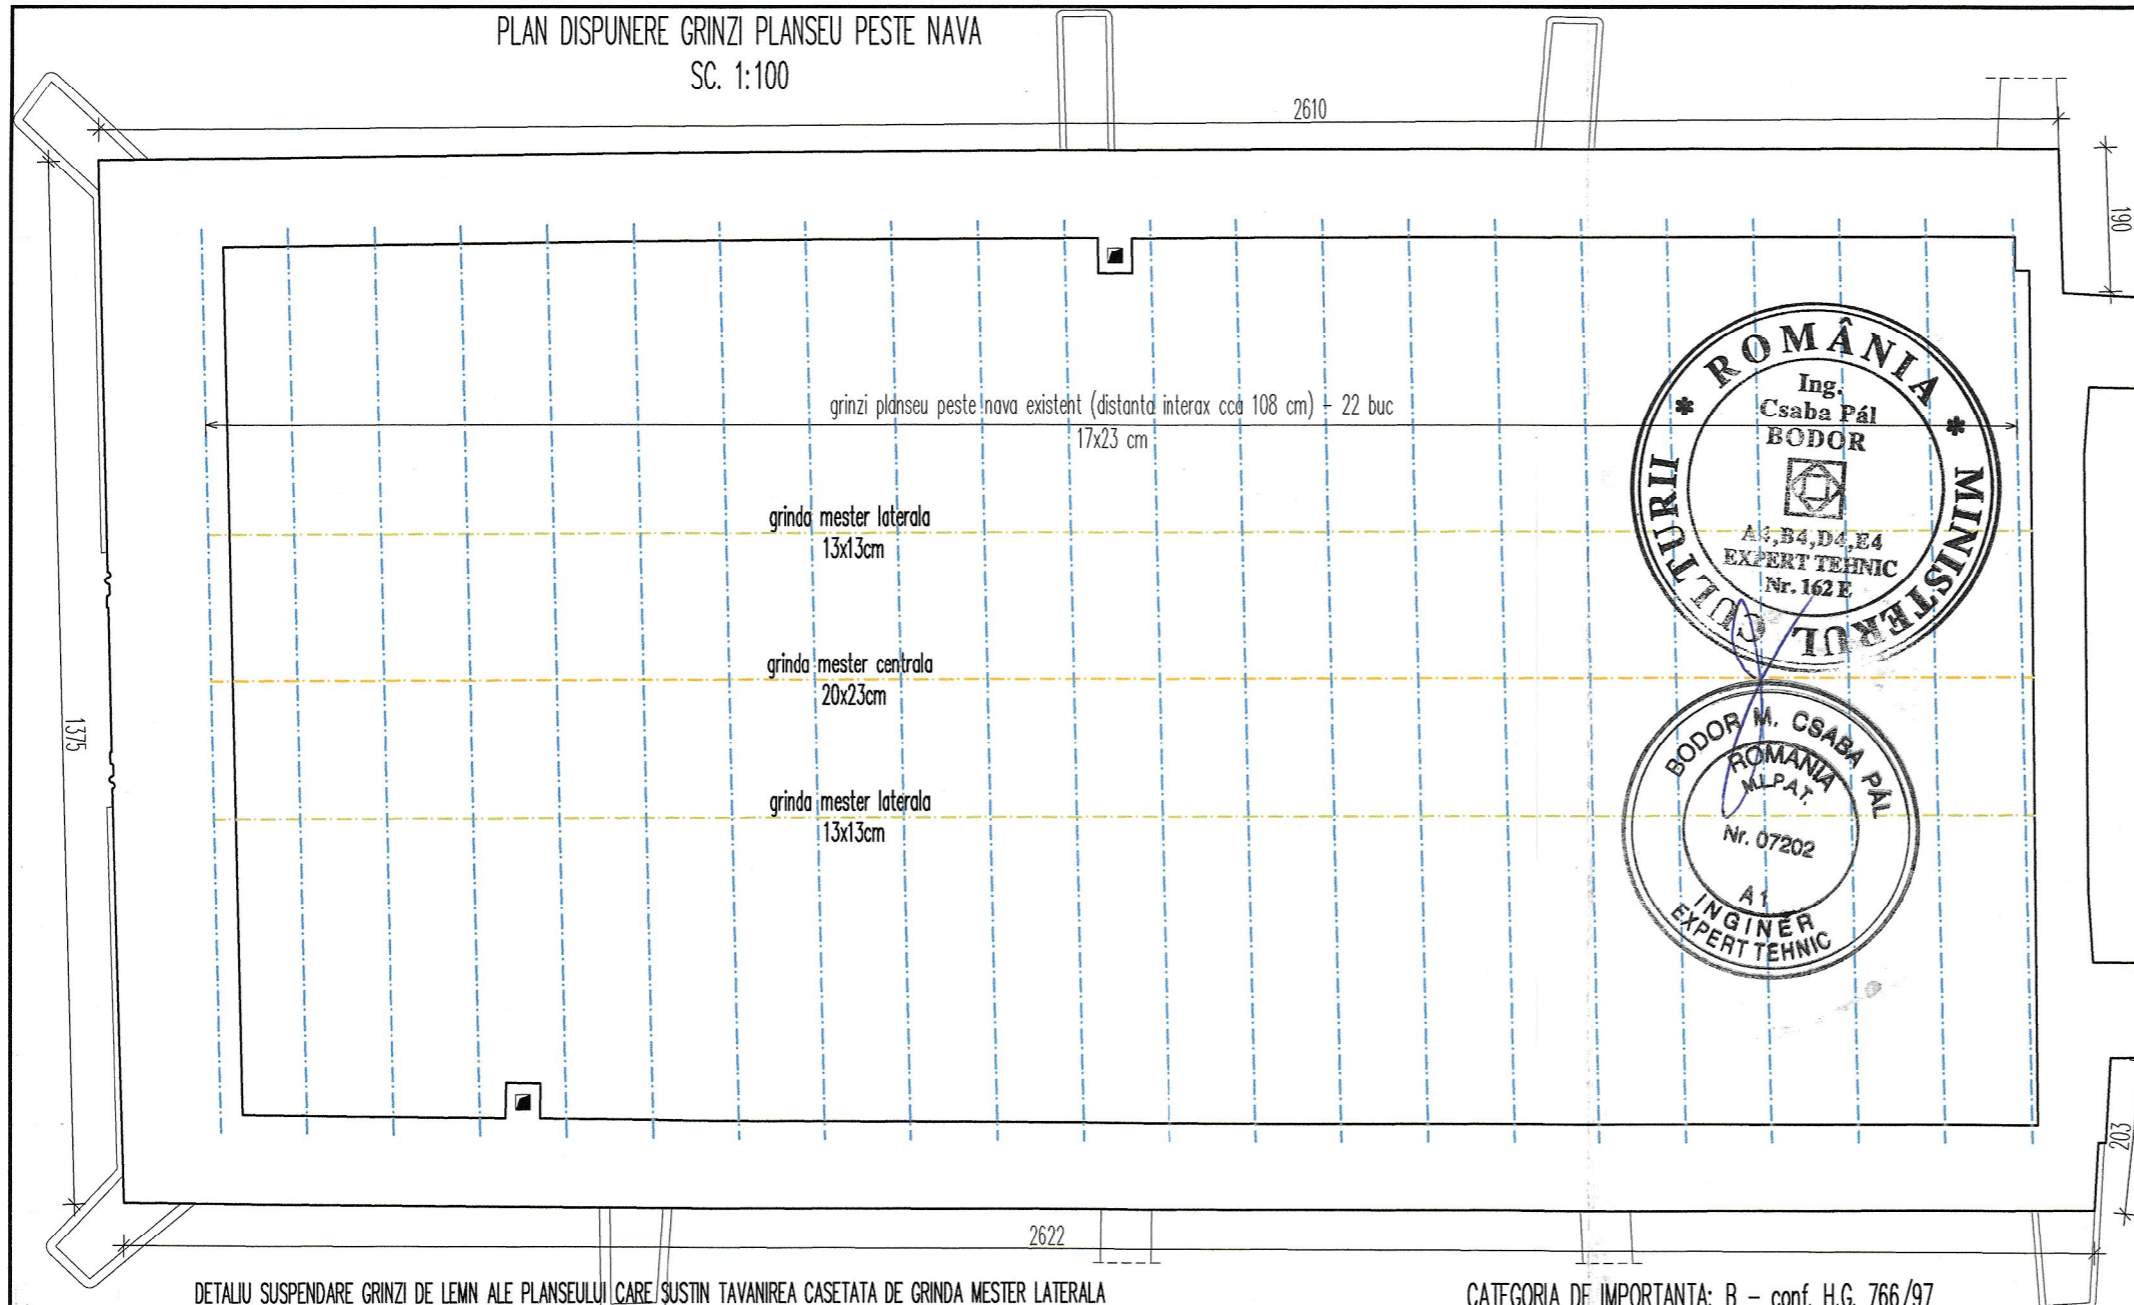 PLAN DISPUNERE GRINZI PLANSEU PESTE NAVA
SC. 1:100
2610
190
grinzi planseu peste nava existent (distanta interax cca 108 cm) - 22 buc
17x23 cm
ROMÂNIA * MINISTERUL CULTURII *
Ing.
Csaba Pál
BODOR
A4,B4,D4,E4
EXPERT TEHNIC
Nr. 162 E
grinda mester laterala
13x13cm
grinda mester centrala
20x23cm
1375
grinda mester laterala
13x13cm
BODOR M. CSABA PÁL
ROMANIA
M.L.P.A.T.
Nr. 07202
A1
INGINER
EXPERT TEHNIC
203
2622
DETALIU SUSPENDARE GRINZI DE LEMN ALE PLANSEULUI CARE SUSTIN TAVANIREA CASETATA DE GRINDA MESTER LATERALA
CATEGORIA DE IMPORTANTA: B - conf. H.G. 766/97